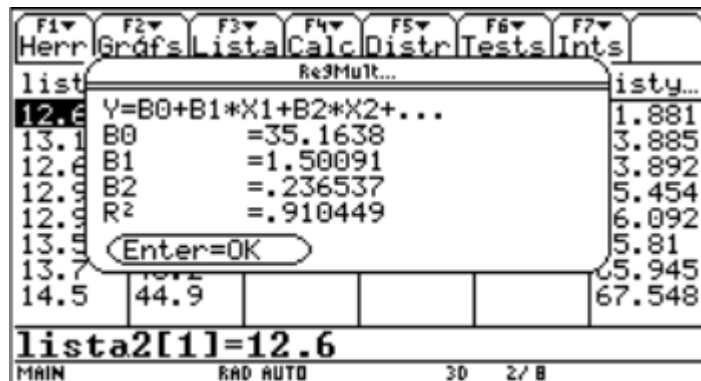 F1▼ F2▼ F3▼ F4▼ F5▼ F6▼ F7▼
Herr Gráfs Lista Calc Distr Tests Ints
RegMult...
list isty…
Y=B0+B1*X1+B2*X2+...
12.6 1.881
B0 =35.1638
13.1 3.885
B1 =1.50091
12.6 3.892
B2 =.236537
12.9 5.454
R² =.910449
12.9 6.092
Enter=OK
13.5 5.81
13.7 65.945
14.5 44.9 67.548
lista2[1]=12.6
MAIN RAD AUTO 3D 2/8